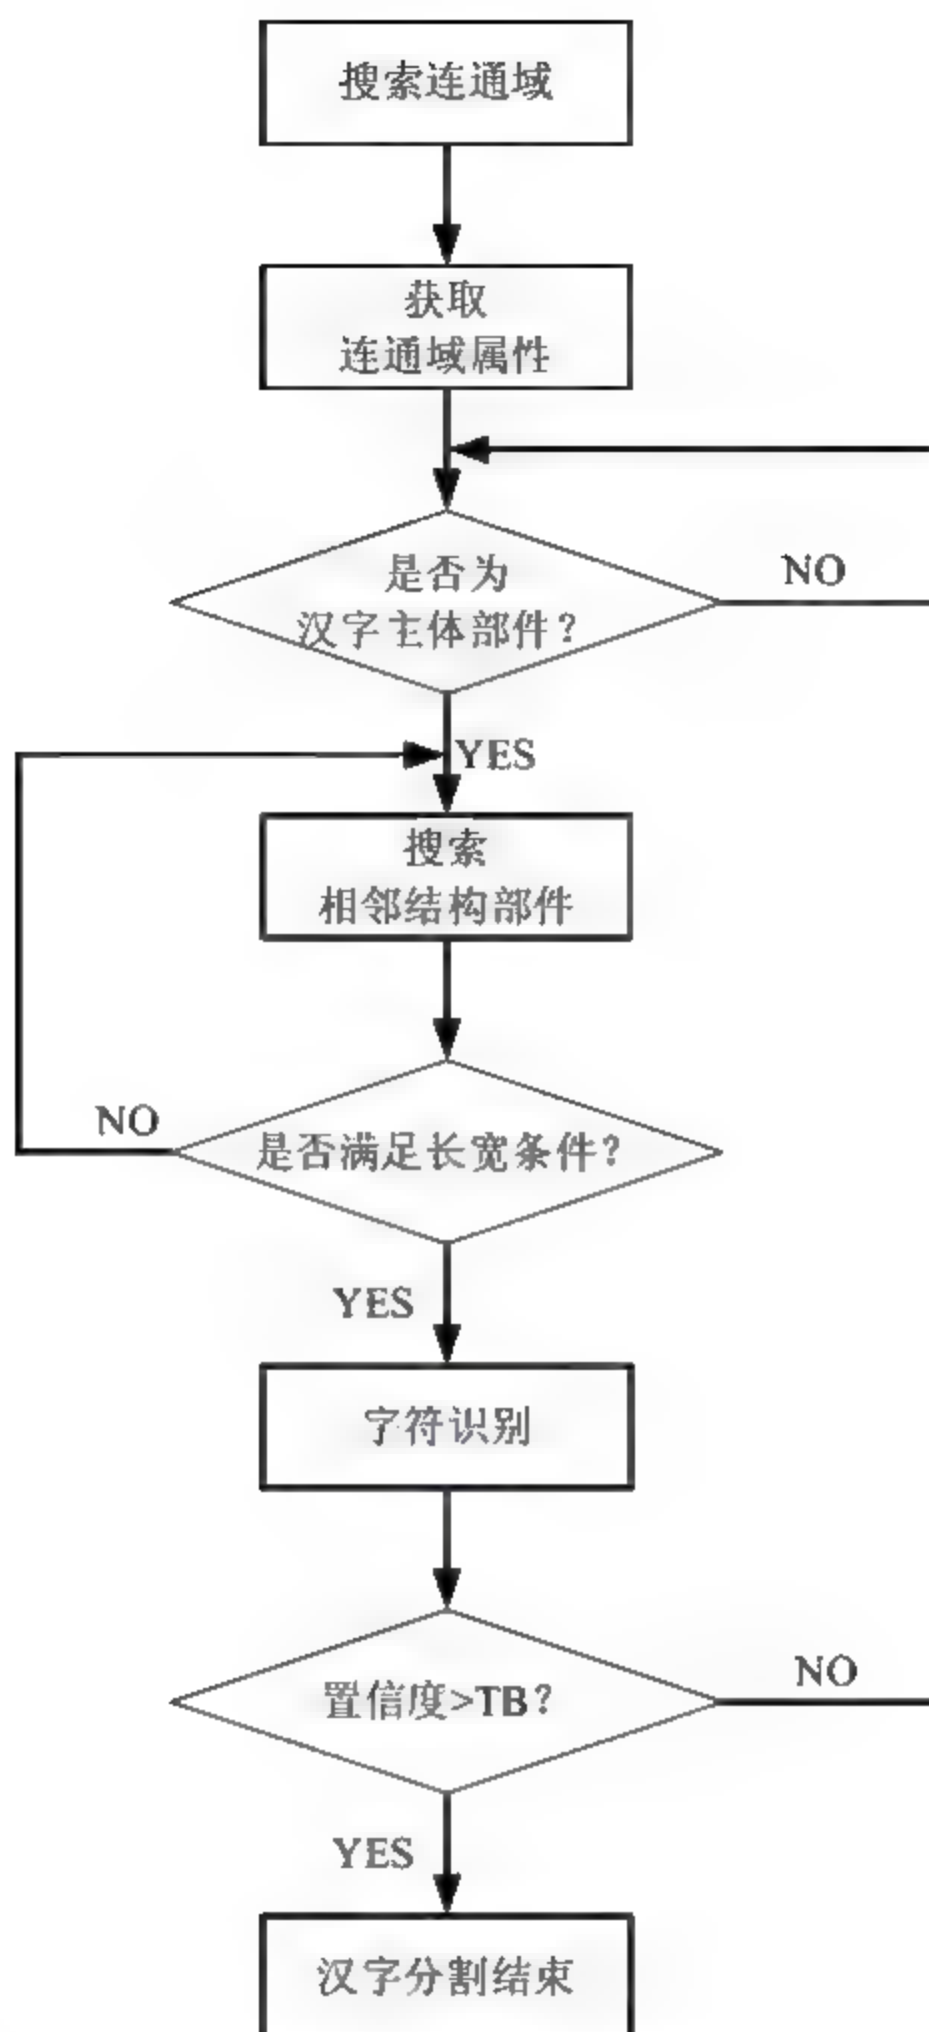 搜索连通域
获取
连通域属性
是否为
NO
汉字主体部件?
YES
搜索
相邻结构部件
NO
是否满足长宽条件?
YES
字符识别
NO
置信度>TB?
YES
汉字分割结束